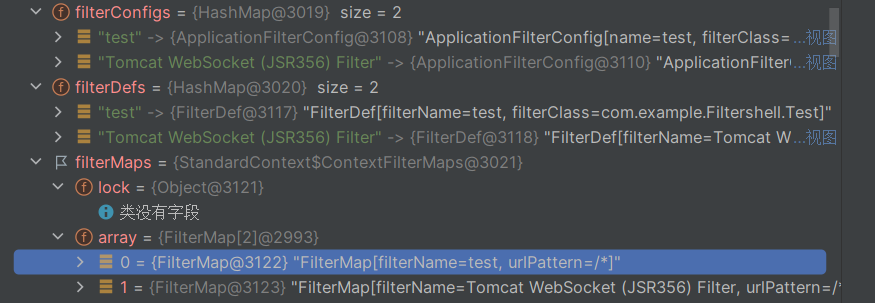 filterConfigs = {HashMap@3019} size = 2
"test" -> {ApplicationFilterConfig@3108} "ApplicationFilterConfig[name=test, filterClass= ...视图
"Tomcat WebSocket (JSR356) Filter" -> {ApplicationFilterConfig@3110} "ApplicationFilter ...视图
filterDefs = {HashMap@3020} size = 2
"test" -> {FilterDef@3117} "FilterDef[filterName=test, filterClass=com.example.Filtershell.Test]"
"Tomcat WebSocket (JSR356) Filter" -> {FilterDef@3118} "FilterDef[filterName=Tomcat W ...视图
filterMaps = {StandardContext$ContextFilterMaps@3021}
lock = {Object@3121}
类没有字段
array = {FilterMap[2]@2993}
0 = {FilterMap@3122} "FilterMap[filterName=test, urlPattern=/*]"
1 = {FilterMap@3123} "FilterMap[filterName=Tomcat WebSocket (JSR356) Filter, urlPattern=/*